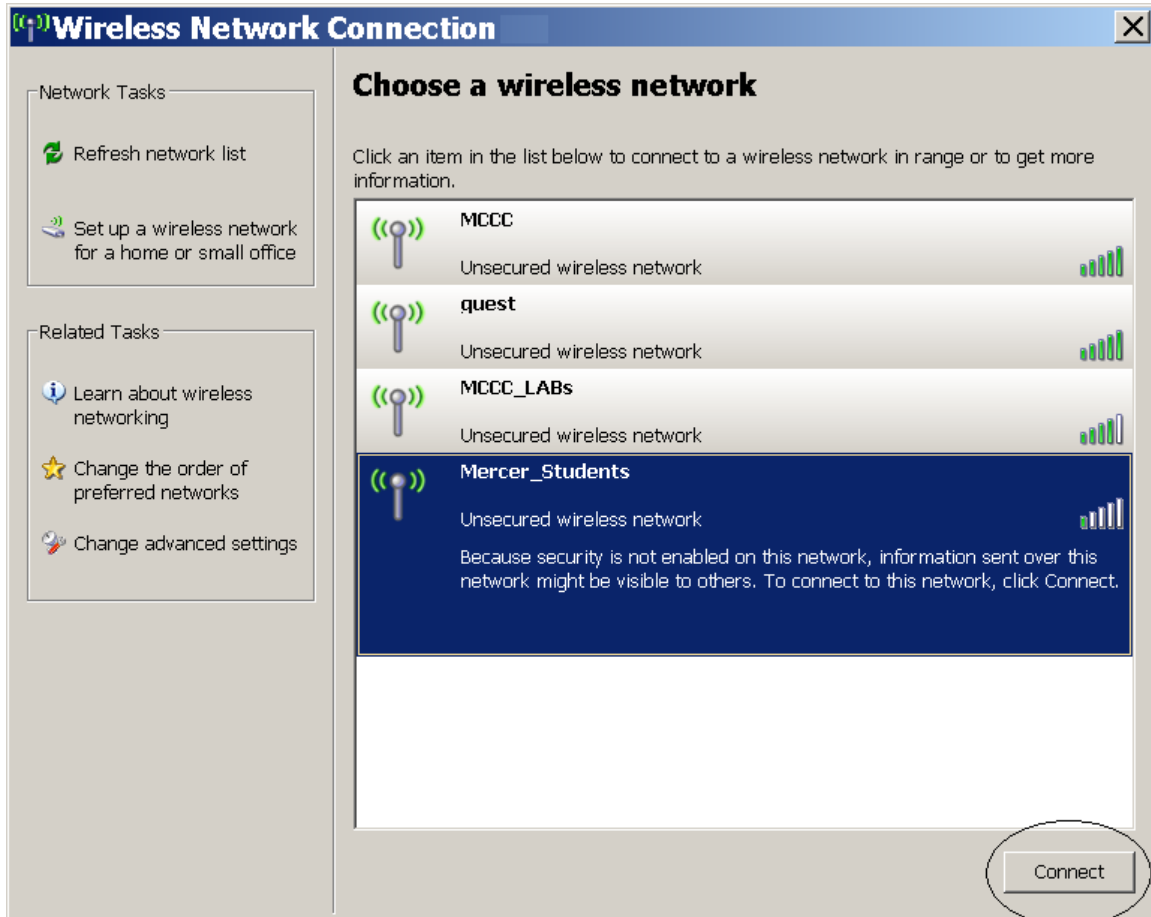 Wireless Network Connection
Network Tasks
Refresh network list
Set up a wireless network
for a home or small office
Related Tasks
Learn about wireless
networking
Change the order of
preferred networks
Change advanced settings
Choose a wireless network
Click an item in the list below to connect to a wireless network in range or to get more
information.
MCCC
Unsecured wireless network
guest
Unsecured wireless network
MCCC_LABs
Unsecured wireless network
Mercer_Students
Unsecured wireless network
Because security is not enabled on this network, information sent over this
network might be visible to others. To connect to this network, click Connect.
Connect